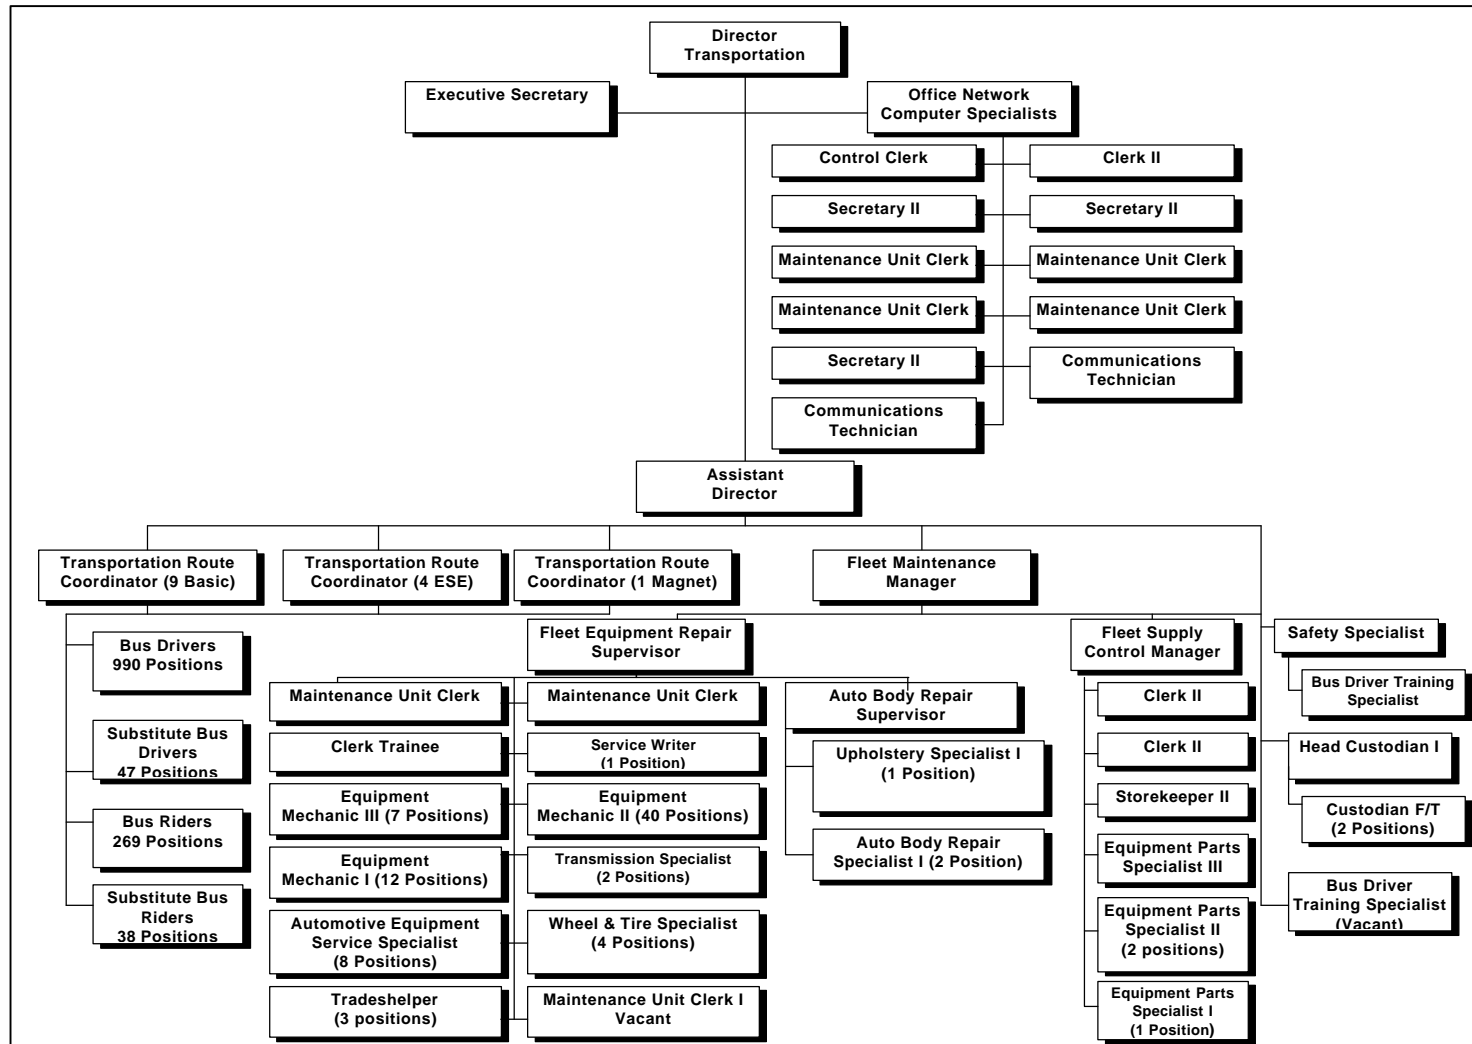 Director
Transportation
Executive Secretary
Office Network
Computer Specialists
Control Clerk
Clerk II
Secretary II
Secretary II
Maintenance Unit Clerk
Maintenance Unit Clerk
Maintenance Unit Clerk
Maintenance Unit Clerk
Secretary II
Communications
Technician
Communications
Technician
Assistant
Director
Transportation Route
Coordinator (9 Basic)
Transportation Route
Coordinator (4 ESE)
Transportation Route
Coordinator (1 Magnet)
Fleet Maintenance
Manager
Bus Drivers
990 Positions
Substitute Bus
Drivers
47 Positions
Bus Riders
269 Positions
Substitute Bus
Riders
38 Positions
Fleet Equipment Repair
Supervisor
Maintenance Unit Clerk
Maintenance Unit Clerk
Clerk Trainee
Service Writer
(1 Position)
Equipment
Mechanic III (7 Positions)
Equipment
Mechanic II (40 Positions)
Equipment
Mechanic I (12 Positions)
Transmission Specialist
(2 Positions)
Automotive Equipment
Service Specialist
(8 Positions)
Wheel & Tire Specialist
(4 Positions)
Tradeshelper
(3 positions)
Maintenance Unit Clerk I
Vacant
Auto Body Repair
Supervisor
Upholstery Specialist I
(1 Position)
Auto Body Repair
Specialist I (2 Position)
Fleet Supply
Control Manager
Clerk II
Clerk II
Storekeeper II
Equipment Parts
Specialist III
Equipment Parts
Specialist II
(2 positions)
Equipment Parts
Specialist I
(1 Position)
Safety Specialist
Bus Driver Training
Specialist
Head Custodian I
Custodian F/T
(2 Positions)
Bus Driver
Training Specialist
(Vacant)